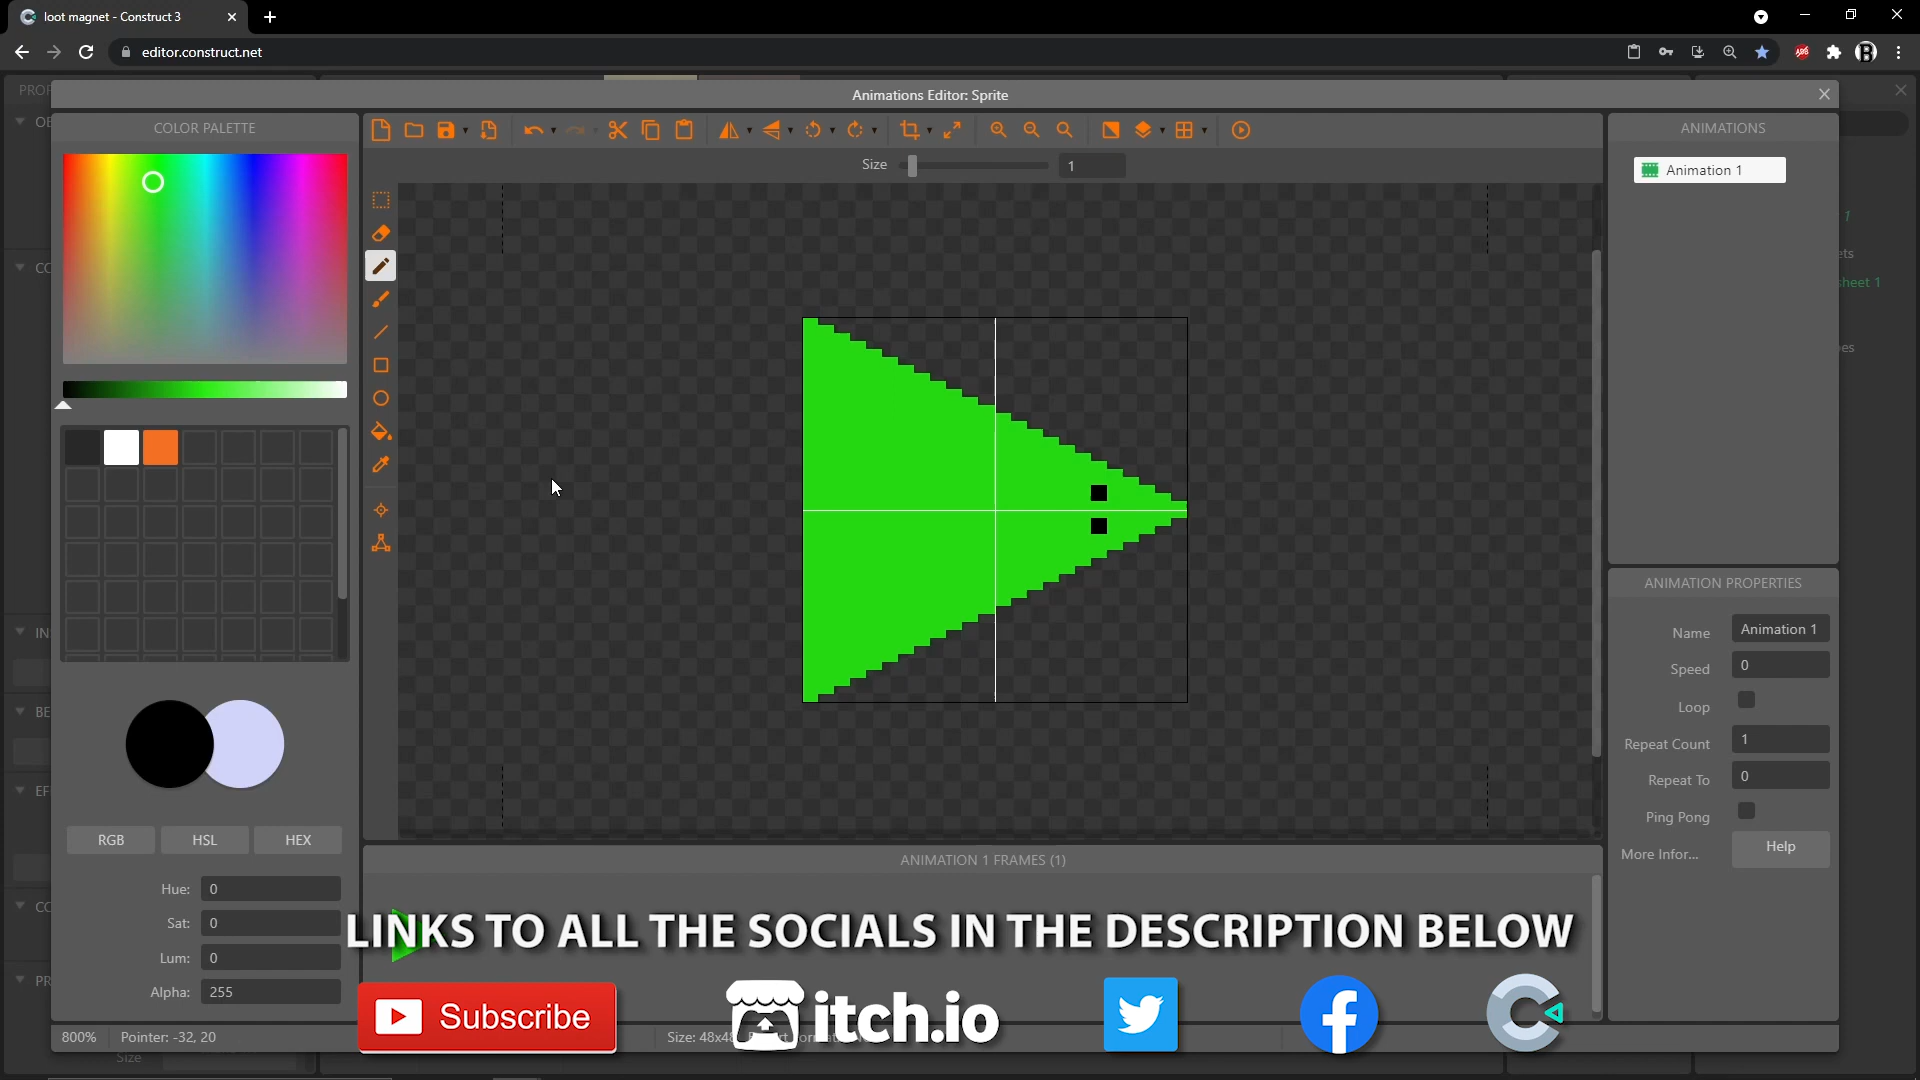 loot magnet - Construct 3
editor.construct.net
Animations Editor: Sprite
COLOR PALETTE
Size
1
ANIMATIONS
Animation 1
ANIMATION PROPERTIES
Name
Animation 1
Speed
0
Loop
Repeat Count
1
Repeat To
0
Ping Pong
More Infor...
Help
RGB
HSL
HEX
Hue:
0
Sat:
0
Lum:
0
Alpha:
255
ANIMATION 1 FRAMES (1)
LINKS TO ALL THE SOCIALS IN THE DESCRIPTION BELOW
Subscribe
itch.io
800%
Pointer: -32, 20
Size: 48x48
Size